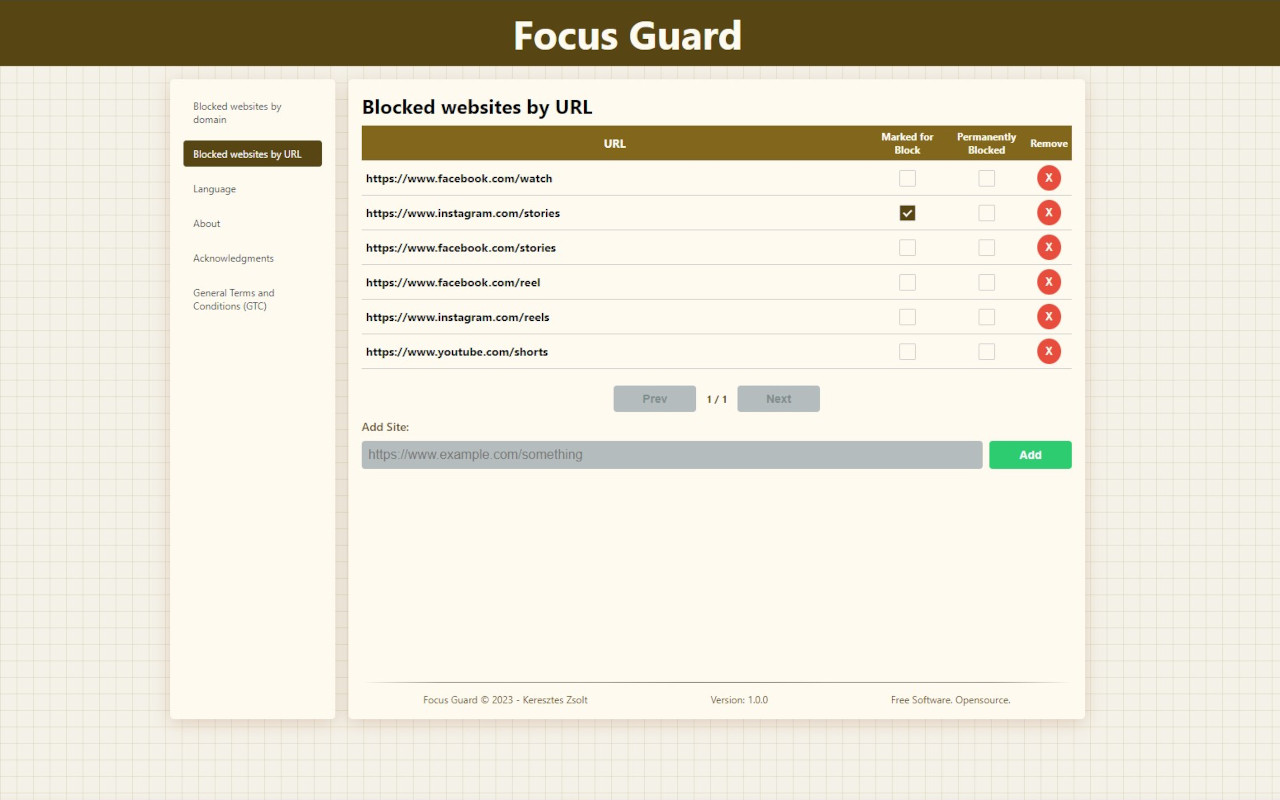 Focus Guard
Blocked websites by
domain
Blocked websites by URL
Language
About
Acknowledgments
General Terms and
Conditions (GTC)
Blocked websites by URL
URL
Marked for
Block
Permanently
Blocked
Remove
https://www.facebook.com/watch
X
https://www.instagram.com/stories
X
https://www.facebook.com/stories
X
https://www.facebook.com/reel
X
https://www.instagram.com/reels
X
https://www.youtube.com/shorts
X
Prev 1 / 1 Next
Add Site:
https://www.example.com/something
Add
Focus Guard © 2023 - Keresztes Zsolt
Version: 1.0.0
Free Software. Opensource.